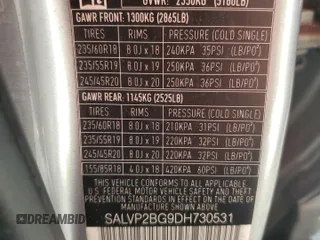 GVWR: 2350KG (5180LB)
GAWR FRONT: 1300KG (2865LB)
TIRES RIMS PRESSURE (COLD SINGLE)
235/60R18 8.0J x 18 240KPA 35PSI (LB/PO²)
235/55R19 8.0J x 19 250KPA 36PSI (LB/PO²)
245/45R20 8.0J x 20 250KPA 36PSI (LB/PO²)
GAWR REAR: 1145KG (2525LB)
TIRES RIMS PRESSURE (COLD SINGLE)
235/60R18 8.0J x 18 210KPA 31PSI (LB/PO²)
235/55R19 8.0J x 19 220KPA 32PSI (LB/PO²)
245/45R20 8.0J x 20 220KPA 32PSI (LB/PO²)
155/85R18 4.0J x 18 420KPA 60PSI (LB/PO²)
THIS VEHICLE CONFORMS TO ALL APPLICABLE
U.S. FEDERAL MOTOR VEHICLE SAFETY, BUMPER,
AND THEFT PREVENTION STANDARDS IN EFFECT
ON THE DATE OF MANUFACTURE SHOWN ABOVE.
SALVP2BG9DH730531
DREAMBID